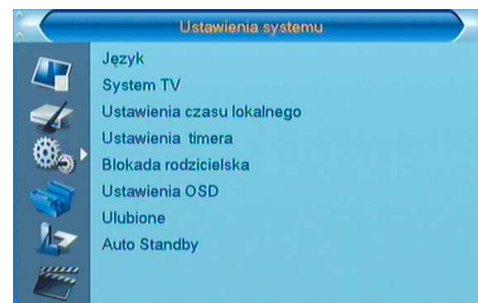 Ustawienia systemu
Język
System TV
Ustawienia czasu lokalnego
Ustawienia timera
Blokada rodzicielska
Ustawienia OSD
Ulubione
Auto Standby